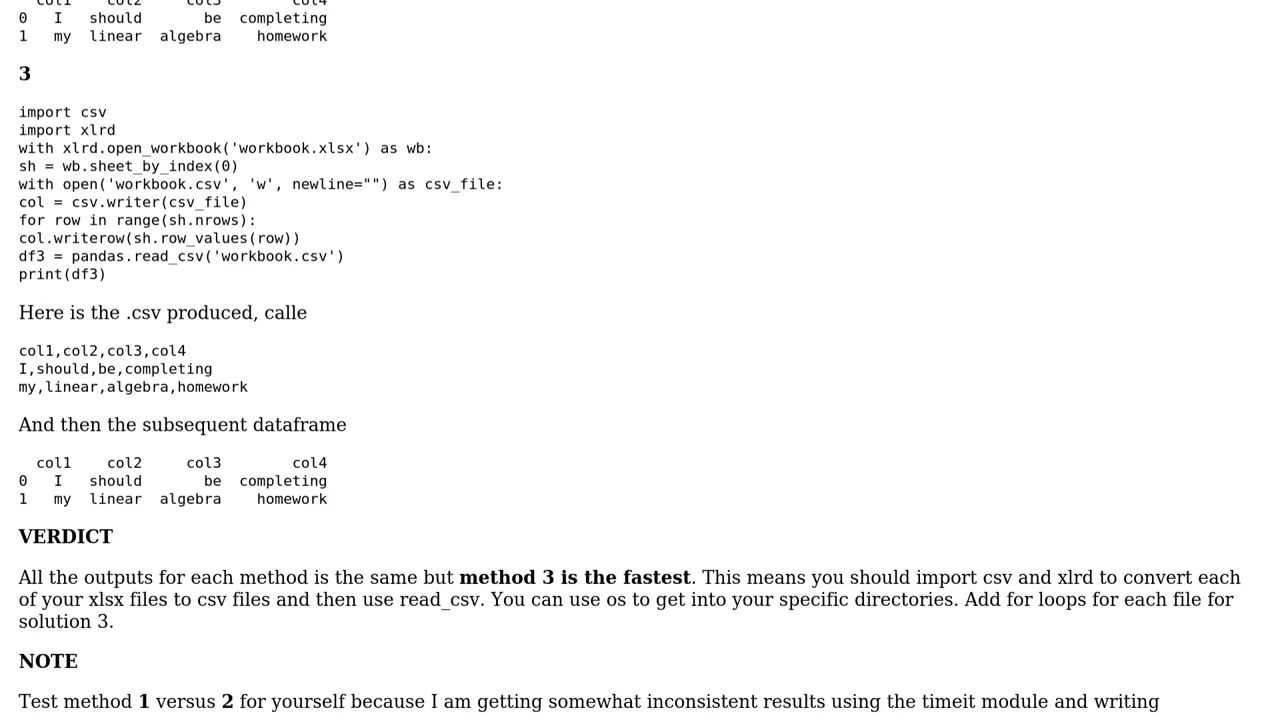 col1 col2 col3 col4
0 I should be completing
1 my linear algebra homework
3
import csv
import xlrd
with xlrd.open_workbook('workbook.xlsx') as wb:
sh = wb.sheet_by_index(0)
with open('workbook.csv', 'w', newline="") as csv_file:
col = csv.writer(csv_file)
for row in range(sh.nrows):
col.writerow(sh.row_values(row))
df3 = pandas.read_csv('workbook.csv')
print(df3)
Here is the .csv produced, calle
col1,col2,col3,col4
I,should,be,completing
my,linear,algebra,homework
And then the subsequent dataframe
col1 col2 col3 col4
0 I should be completing
1 my linear algebra homework
VERDICT
All the outputs for each method is the same but method 3 is the fastest. This means you should import csv and xlrd to convert each
of your xlsx files to csv files and then use read_csv. You can use os to get into your specific directories. Add for loops for each file for
solution 3.
NOTE
Test method 1 versus 2 for yourself because I am getting somewhat inconsistent results using the timeit module and writing